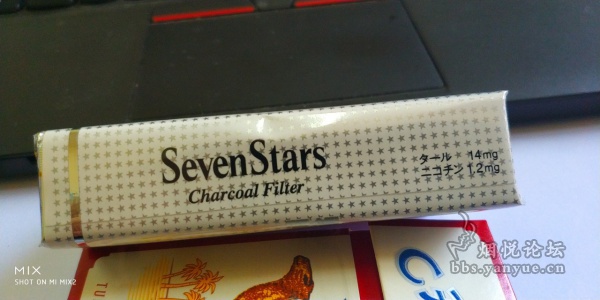 SevenStars
Charcoal Filter
タール 14mg
ニコチン 1.2mg
TU
MIX
SHOT ON MI MIX2
烟悦论坛
bbs.yanyue.cn